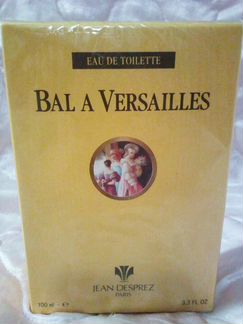 EAU DE TOILETTE
BAL A VERSAILLES
JEAN DESPREZ
PARIS
100 ml - e 3.3 FL OZ